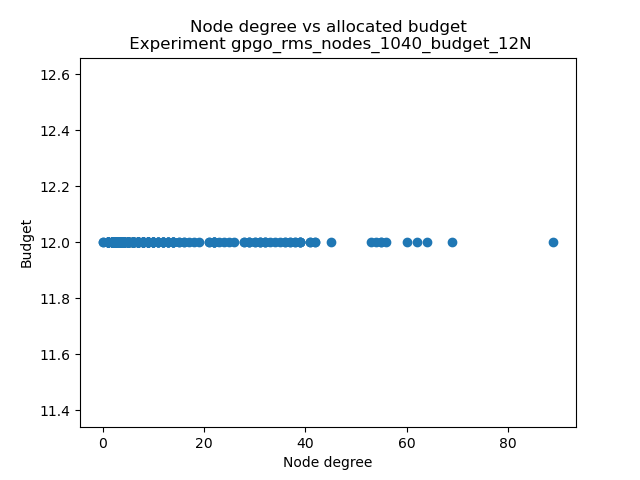 Node degree vs allocated budget
Experiment gpgo_rms_nodes_1040_budget_12N
12.6
12.4
12.2
12.0
11.8
11.6
11.4
Budget
0 20 40 60 80
Node degree